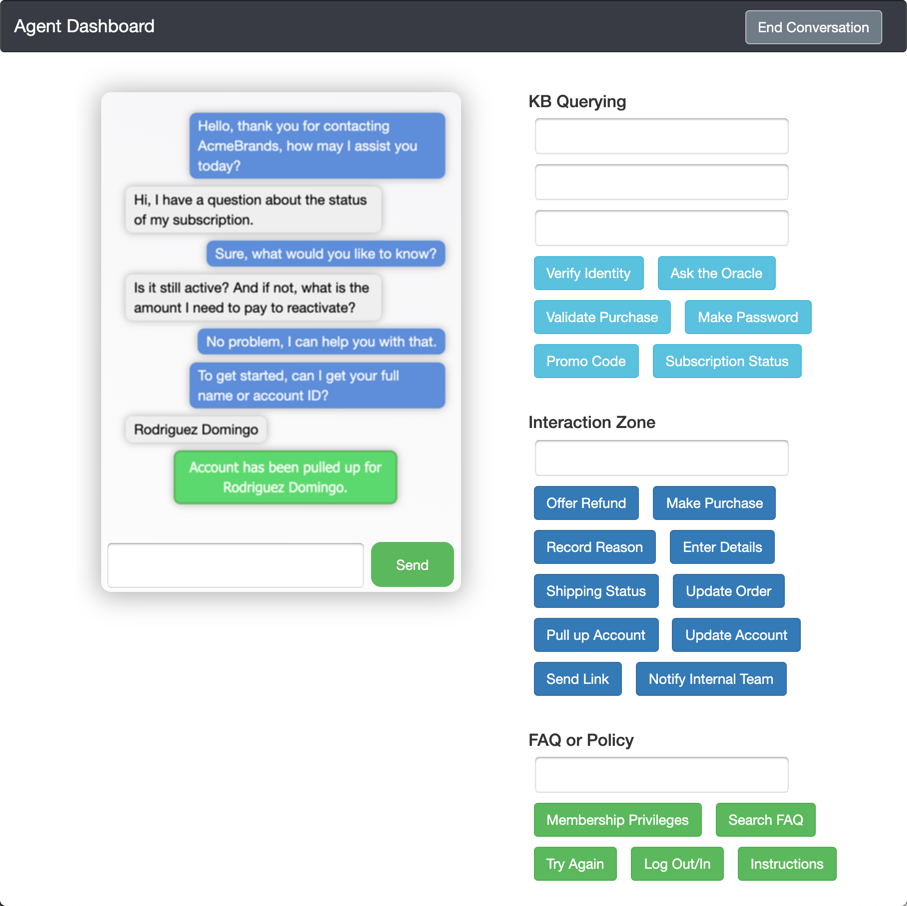 Agent Dashboard
End Conversation
Hello, thank you for contacting
AcmeBrands, how may I assist you
today?
Hi, I have a question about the status
of my subscription.
Sure, what would you like to know?
Is it still active? And if not, what is the
amount I need to pay to reactivate?
No problem, I can help you with that.
To get started, can I get your full
name or account ID?
Rodriguez Domingo
Account has been pulled up for
Rodriguez Domingo.
Send
KB Querying
Verify Identity
Ask the Oracle
Validate Purchase
Make Password
Promo Code
Subscription Status
Interaction Zone
Offer Refund
Make Purchase
Record Reason
Enter Details
Shipping Status
Update Order
Pull up Account
Update Account
Send Link
Notify Internal Team
FAQ or Policy
Membership Privileges
Search FAQ
Try Again
Log Out/In
Instructions